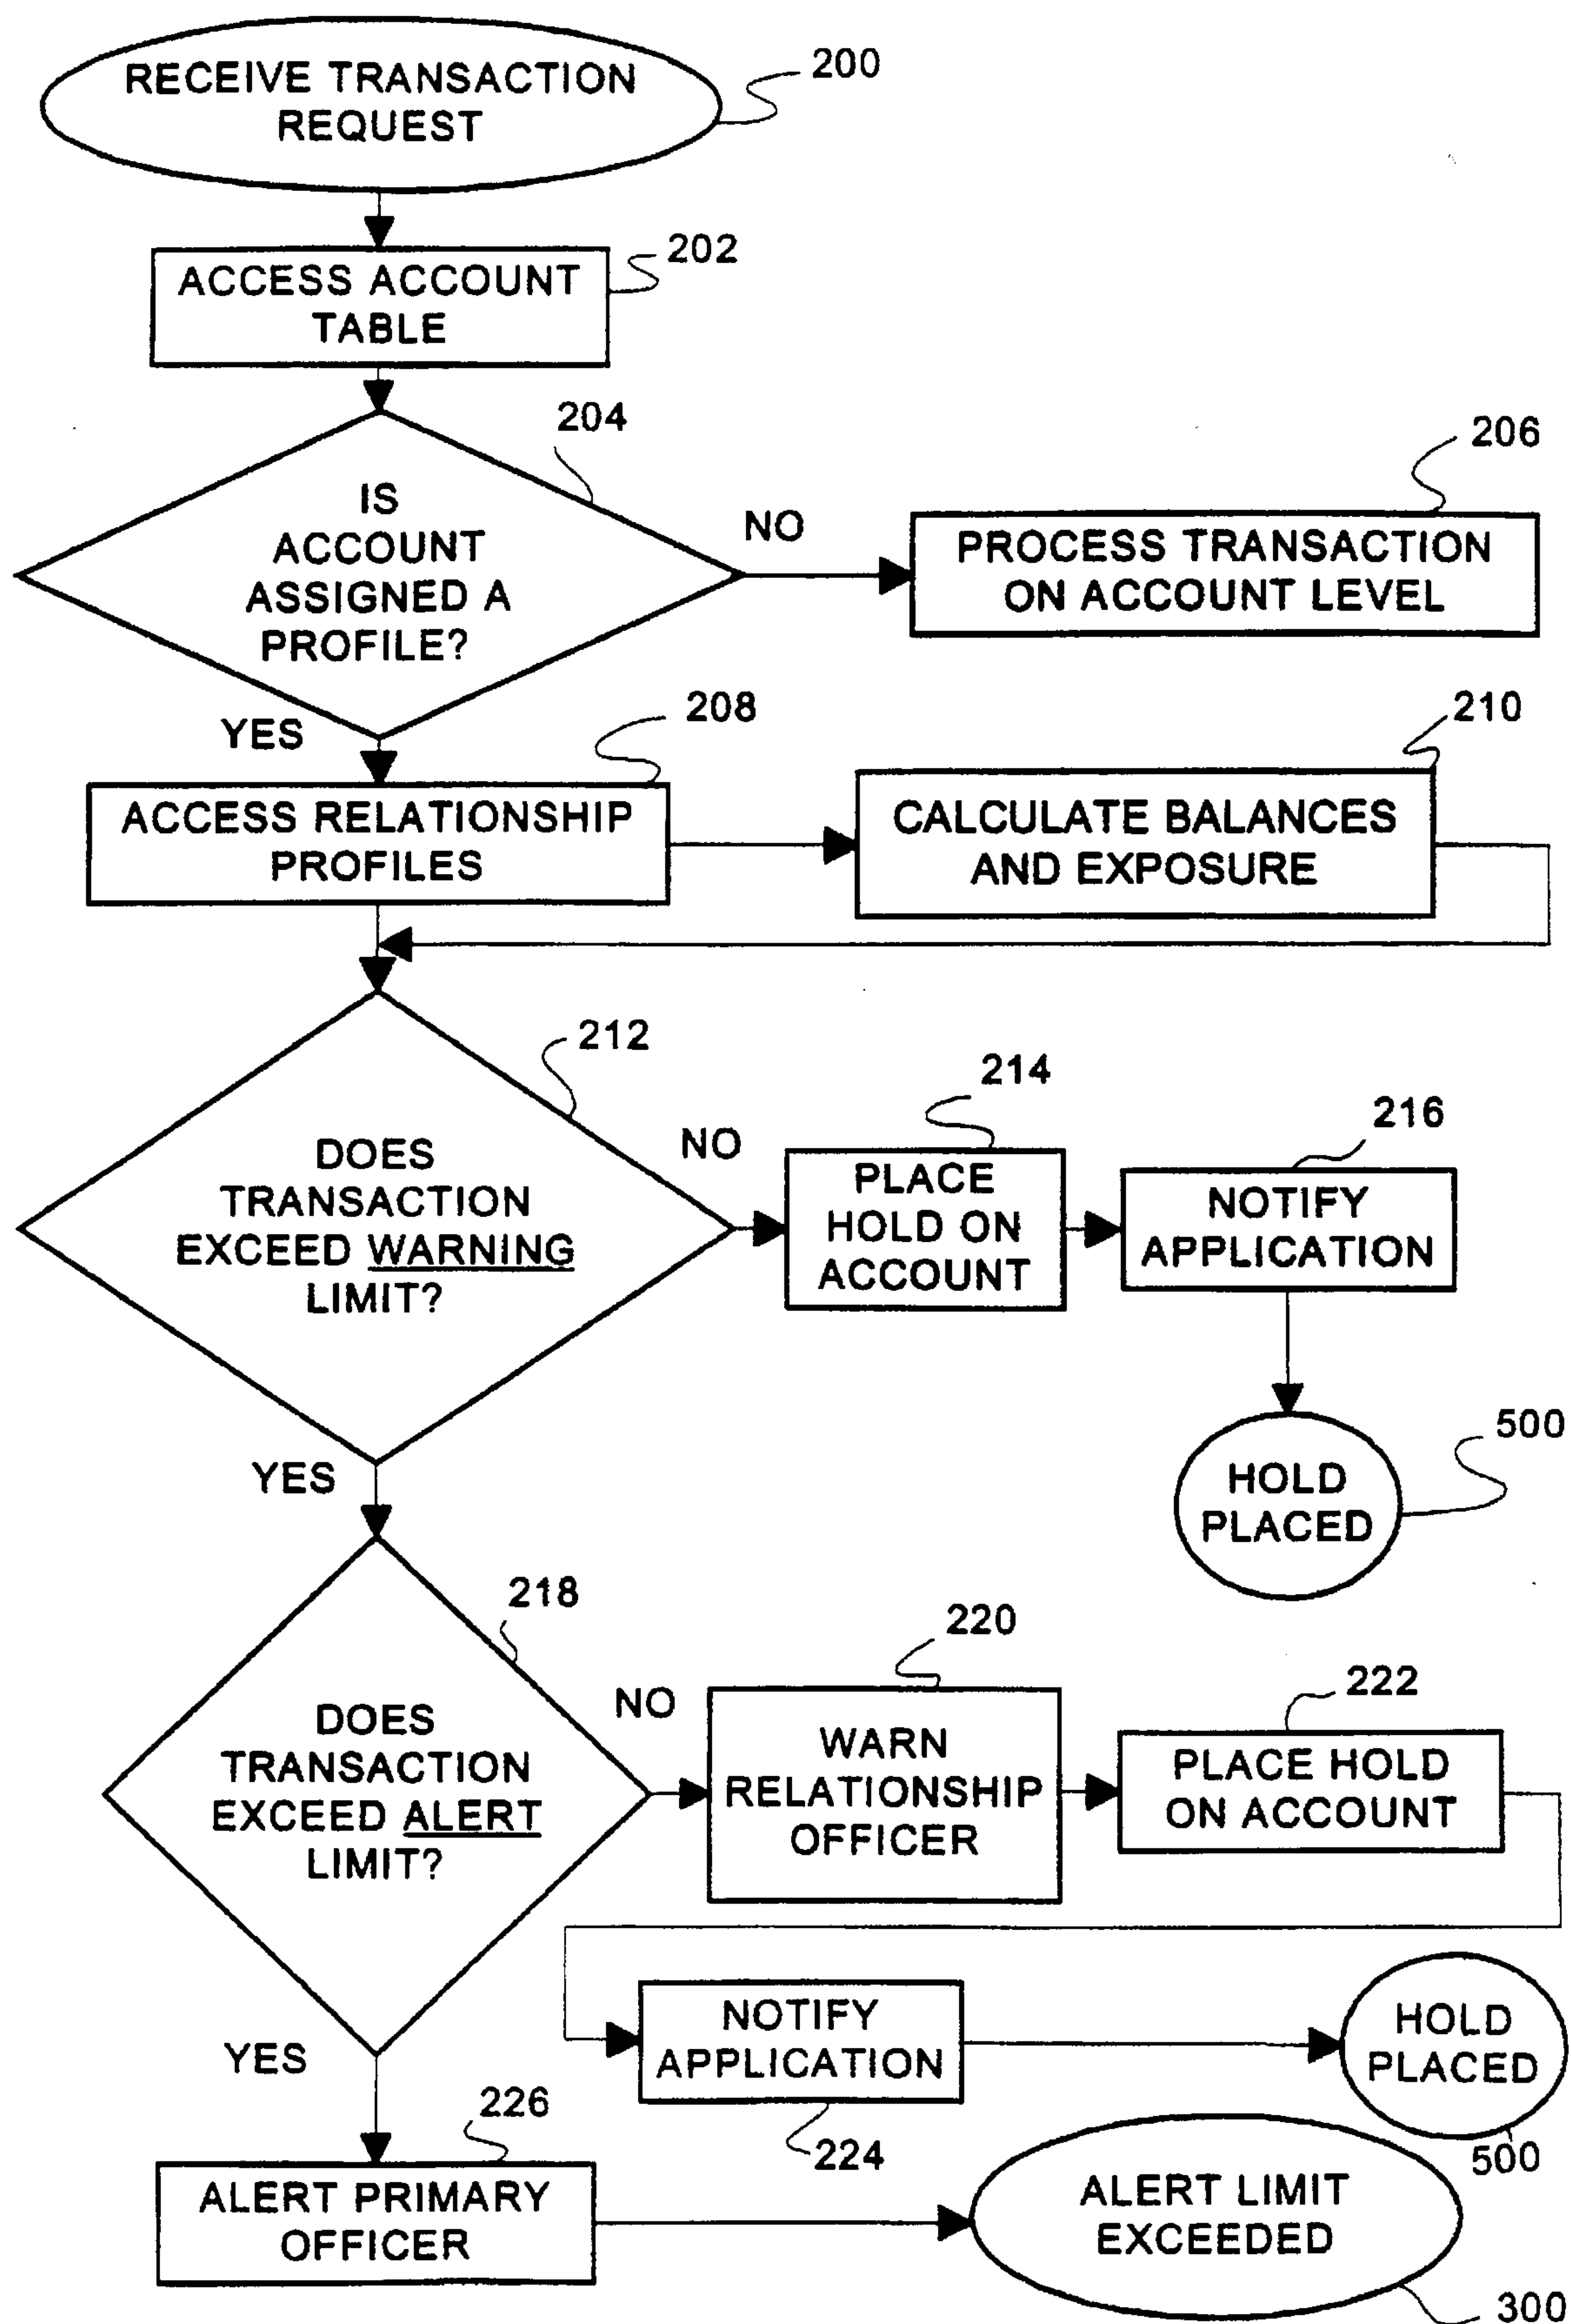 RECEIVE TRANSACTION
REQUEST
200
ACCESS ACCOUNT
TABLE
202
204
IS
ACCOUNT
ASSIGNED A
PROFILE?
NO
206
PROCESS TRANSACTION
ON ACCOUNT LEVEL
YES
208
ACCESS RELATIONSHIP
PROFILES
210
CALCULATE BALANCES
AND EXPOSURE
212
DOES
TRANSACTION
EXCEED WARNING
LIMIT?
NO
214
PLACE
HOLD ON
ACCOUNT
216
NOTIFY
APPLICATION
500
HOLD
PLACED
YES
218
DOES
TRANSACTION
EXCEED ALERT
LIMIT?
NO
220
WARN
RELATIONSHIP
OFFICER
222
PLACE HOLD
ON ACCOUNT
NOTIFY
APPLICATION
224
HOLD
PLACED
500
YES
226
ALERT PRIMARY
OFFICER
ALERT LIMIT
EXCEEDED
300